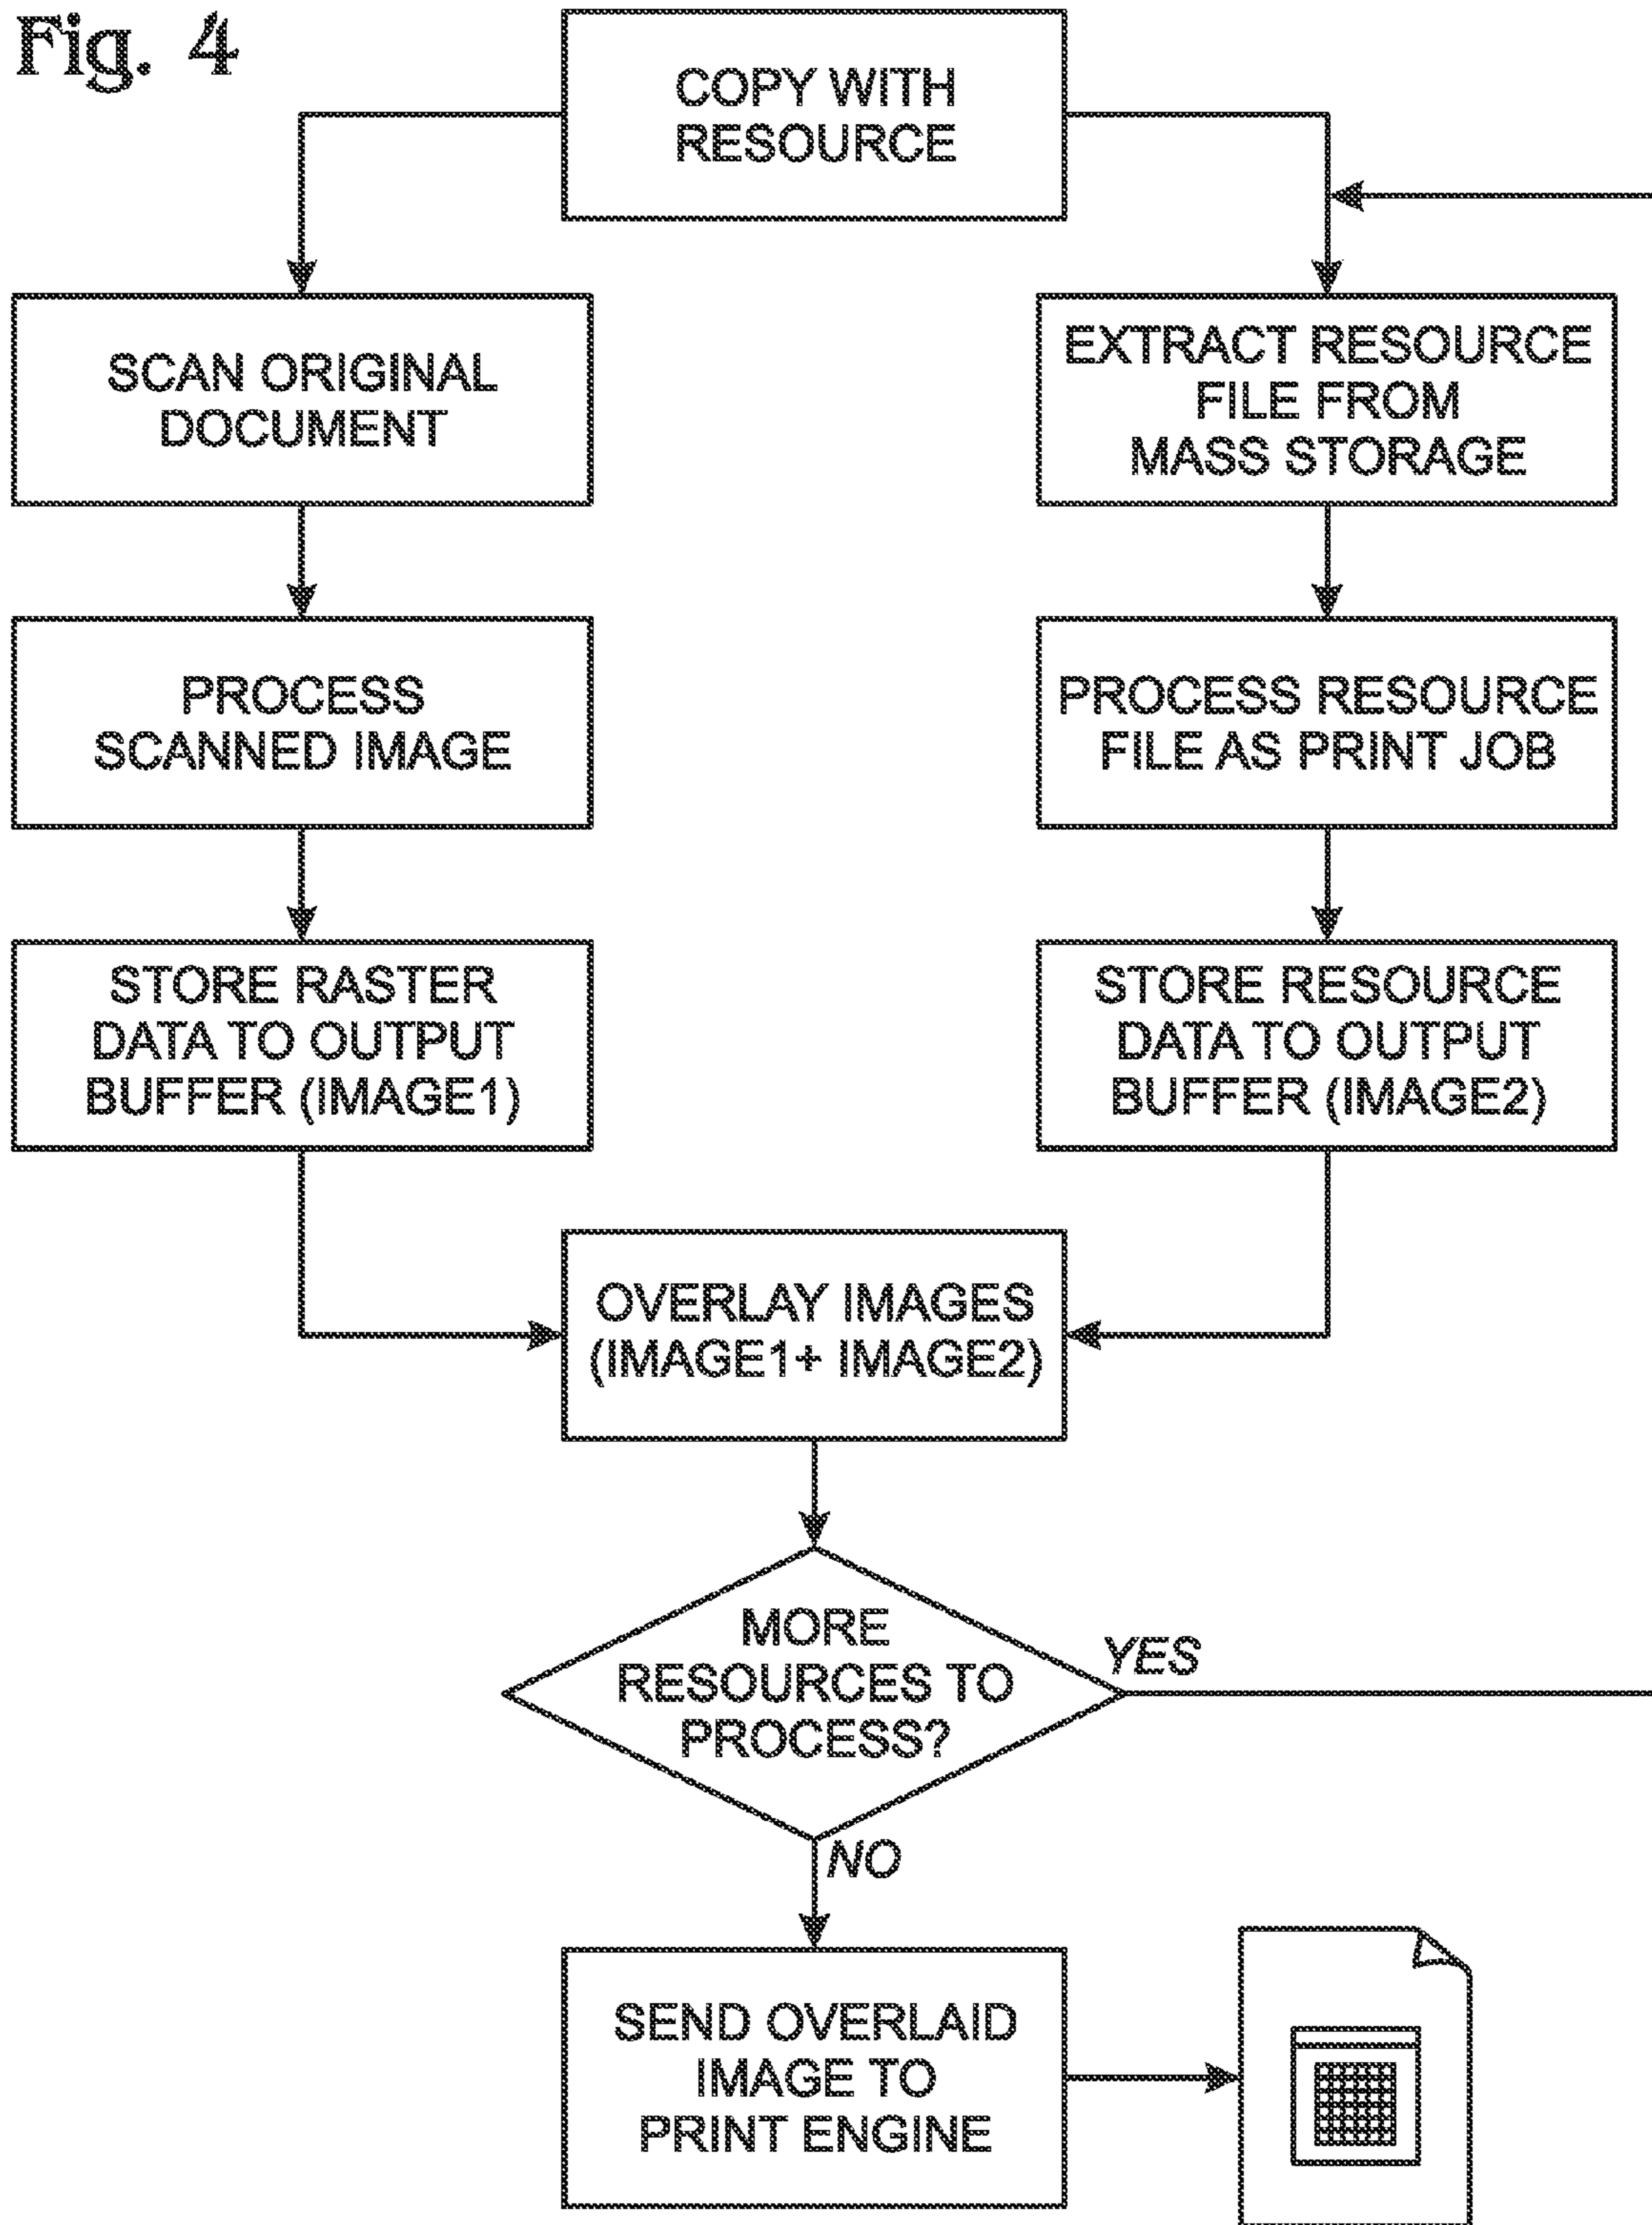 Fig. 4
COPY WITH
RESOURCE
SCAN ORIGINAL
DOCUMENT
EXTRACT RESOURCE
FILE FROM
MASS STORAGE
PROCESS
SCANNED IMAGE
PROCESS RESOURCE
FILE AS PRINT JOB
STORE RASTER
DATA TO OUTPUT
BUFFER (IMAGE1)
STORE RESOURCE
DATA TO OUTPUT
BUFFER (IMAGE2)
OVERLAY IMAGES
(IMAGE1+ IMAGE2)
MORE
RESOURCES TO
PROCESS?
YES
NO
SEND OVERLAID
IMAGE TO
PRINT ENGINE